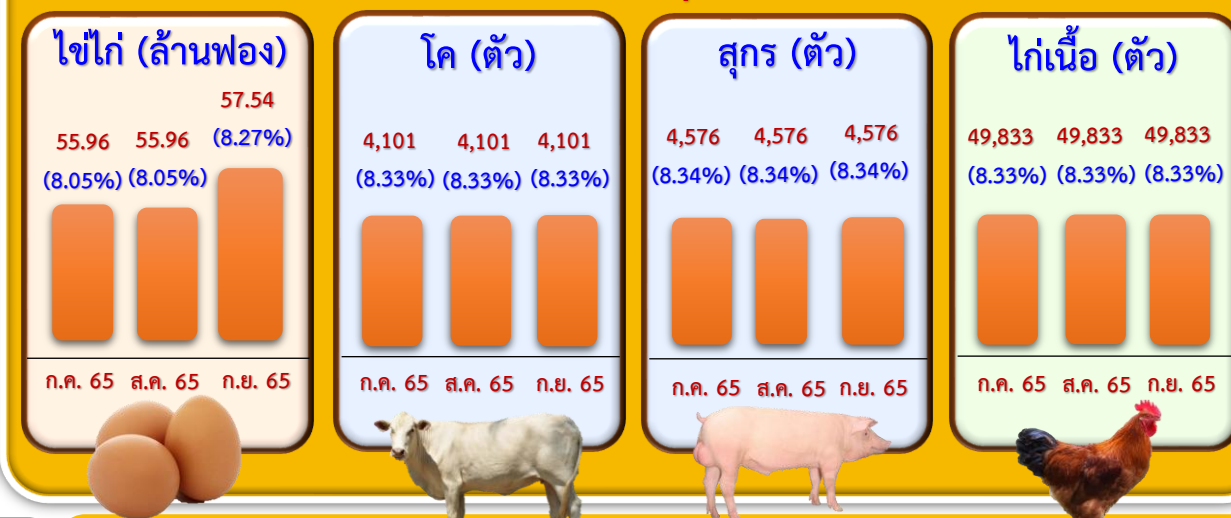 ไข่ไก่ (ล้านฟอง)
57.54
55.96 55.96 (8.27%)
(8.05%) (8.05%)
ก.ค. 65 ส.ค. 65 ก.ย. 65
โค (ตัว)
4,101 4,101 4,101
(8.33%) (8.33%) (8.33%)
ก.ค. 65 ส.ค. 65 ก.ย. 65
สุกร (ตัว)
4,576 4,576 4,576
(8.34%) (8.34%) (8.34%)
ก.ค. 65 ส.ค. 65 ก.ย. 65
ไก่เนื้อ (ตัว)
49,833 49,833 49,833
(8.33%) (8.33%) (8.33%)
ก.ค. 65 ส.ค. 65 ก.ย. 65